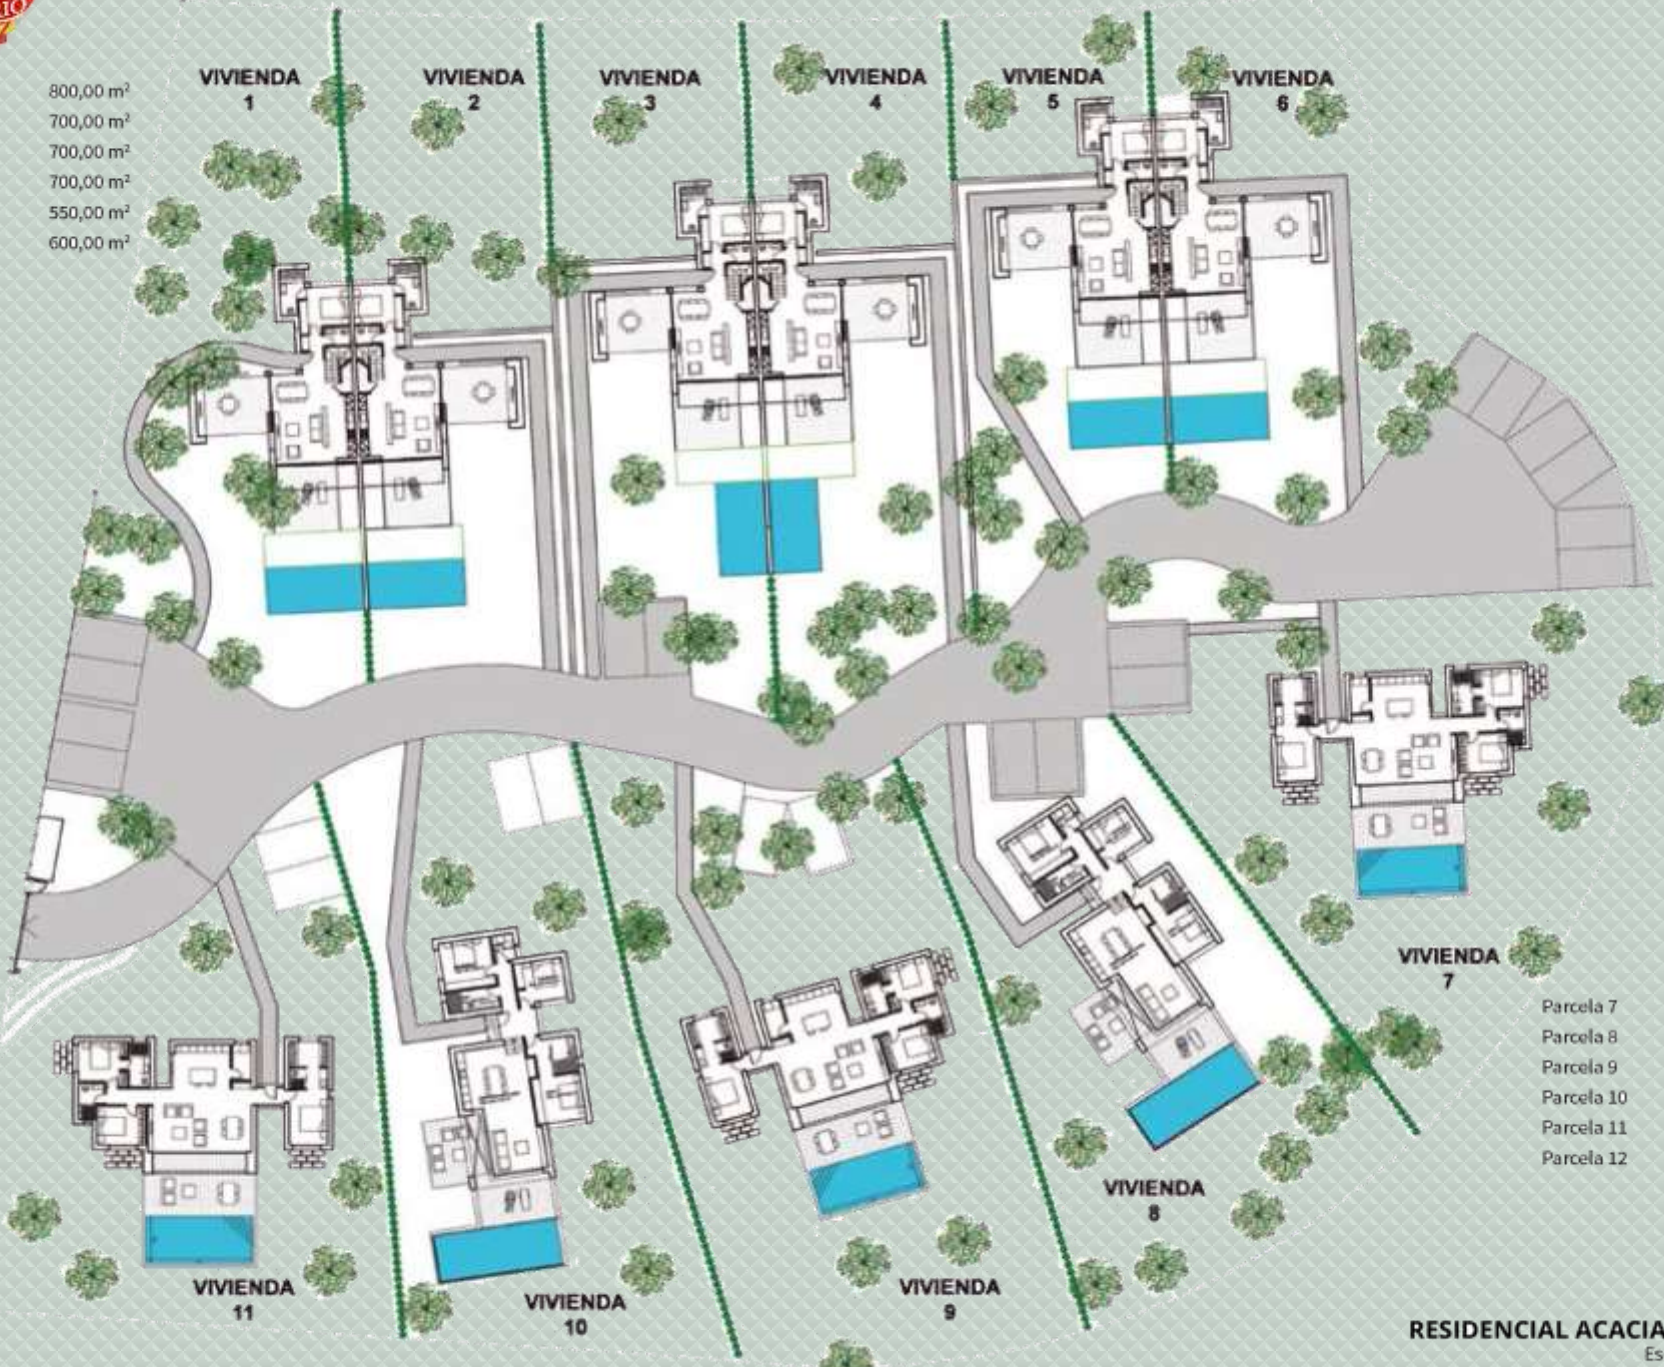 VIVIENDA
1
VIVIENDA
2
VIVIENDA
3
VIVIENDA
4
VIVIENDA
5
VIVIENDA
6
800,00 m²
700,00 m²
700,00 m²
700,00 m²
550,00 m²
600,00 m²
VIVIENDA
7
Parcela 7
Parcela 8
Parcela 9
Parcela 10
Parcela 11
Parcela 12
VIVIENDA
8
VIVIENDA
9
VIVIENDA
10
VIVIENDA
11
RESIDENCIAL ACACIA
Es